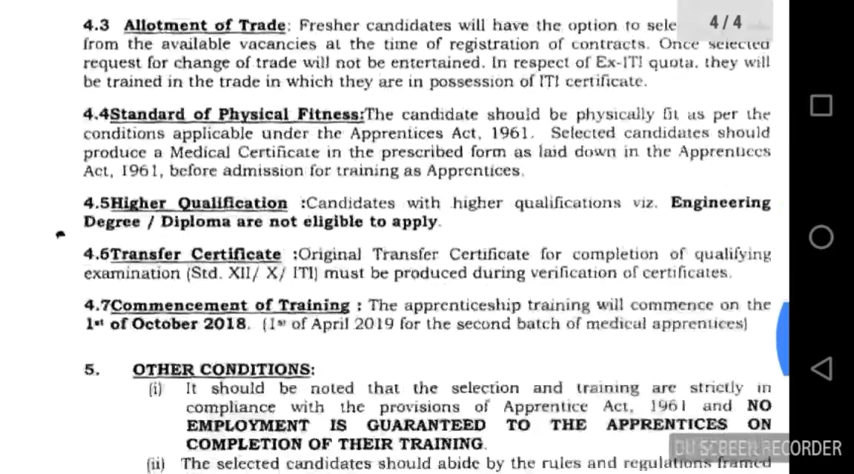 4.3 Allotment of Trade: Fresher candidates will have the option to sele 4/4
from the available vacancies at the time of registration of contracts. Once selected
request for change of trade will not be entertained. In respect of Ex-ITI quota, they will
be trained in the trade in which they are in possession of ITI certificate.
4.4Standard of Physical Fitness:The candidate should be physically fit as per the
conditions applicable under the Apprentices Act, 1961. Selected candidates should
produce a Medical Certificate in the prescribed form as laid down in the Apprentices
Act, 1961, before admission for training as Apprentices.
4.5Higher Qualification :Candidates with higher qualifications viz. Engineering
Degree / Diploma are not eligible to apply.
4.6Transfer Certificate :Original Transfer Certificate for completion of qualifying
examination (Std. XII/ X/ ITI) must be produced during verification of certificates.
4.7Commencement of Training : The apprenticeship training will commence on the
1st of October 2018. (1st of April 2019 for the second batch of medical apprentices)
5. OTHER CONDITIONS:
(i) It should be noted that the selection and training are strictly in
compliance with the provisions of Apprentice Act, 1961 and NO
EMPLOYMENT IS GUARANTEED TO THE APPRENTICES ON
COMPLETION OF THEIR TRAINING.
DU SCREEN RECORDER
(ii) The selected candidates should abide by the rules and regulations framed